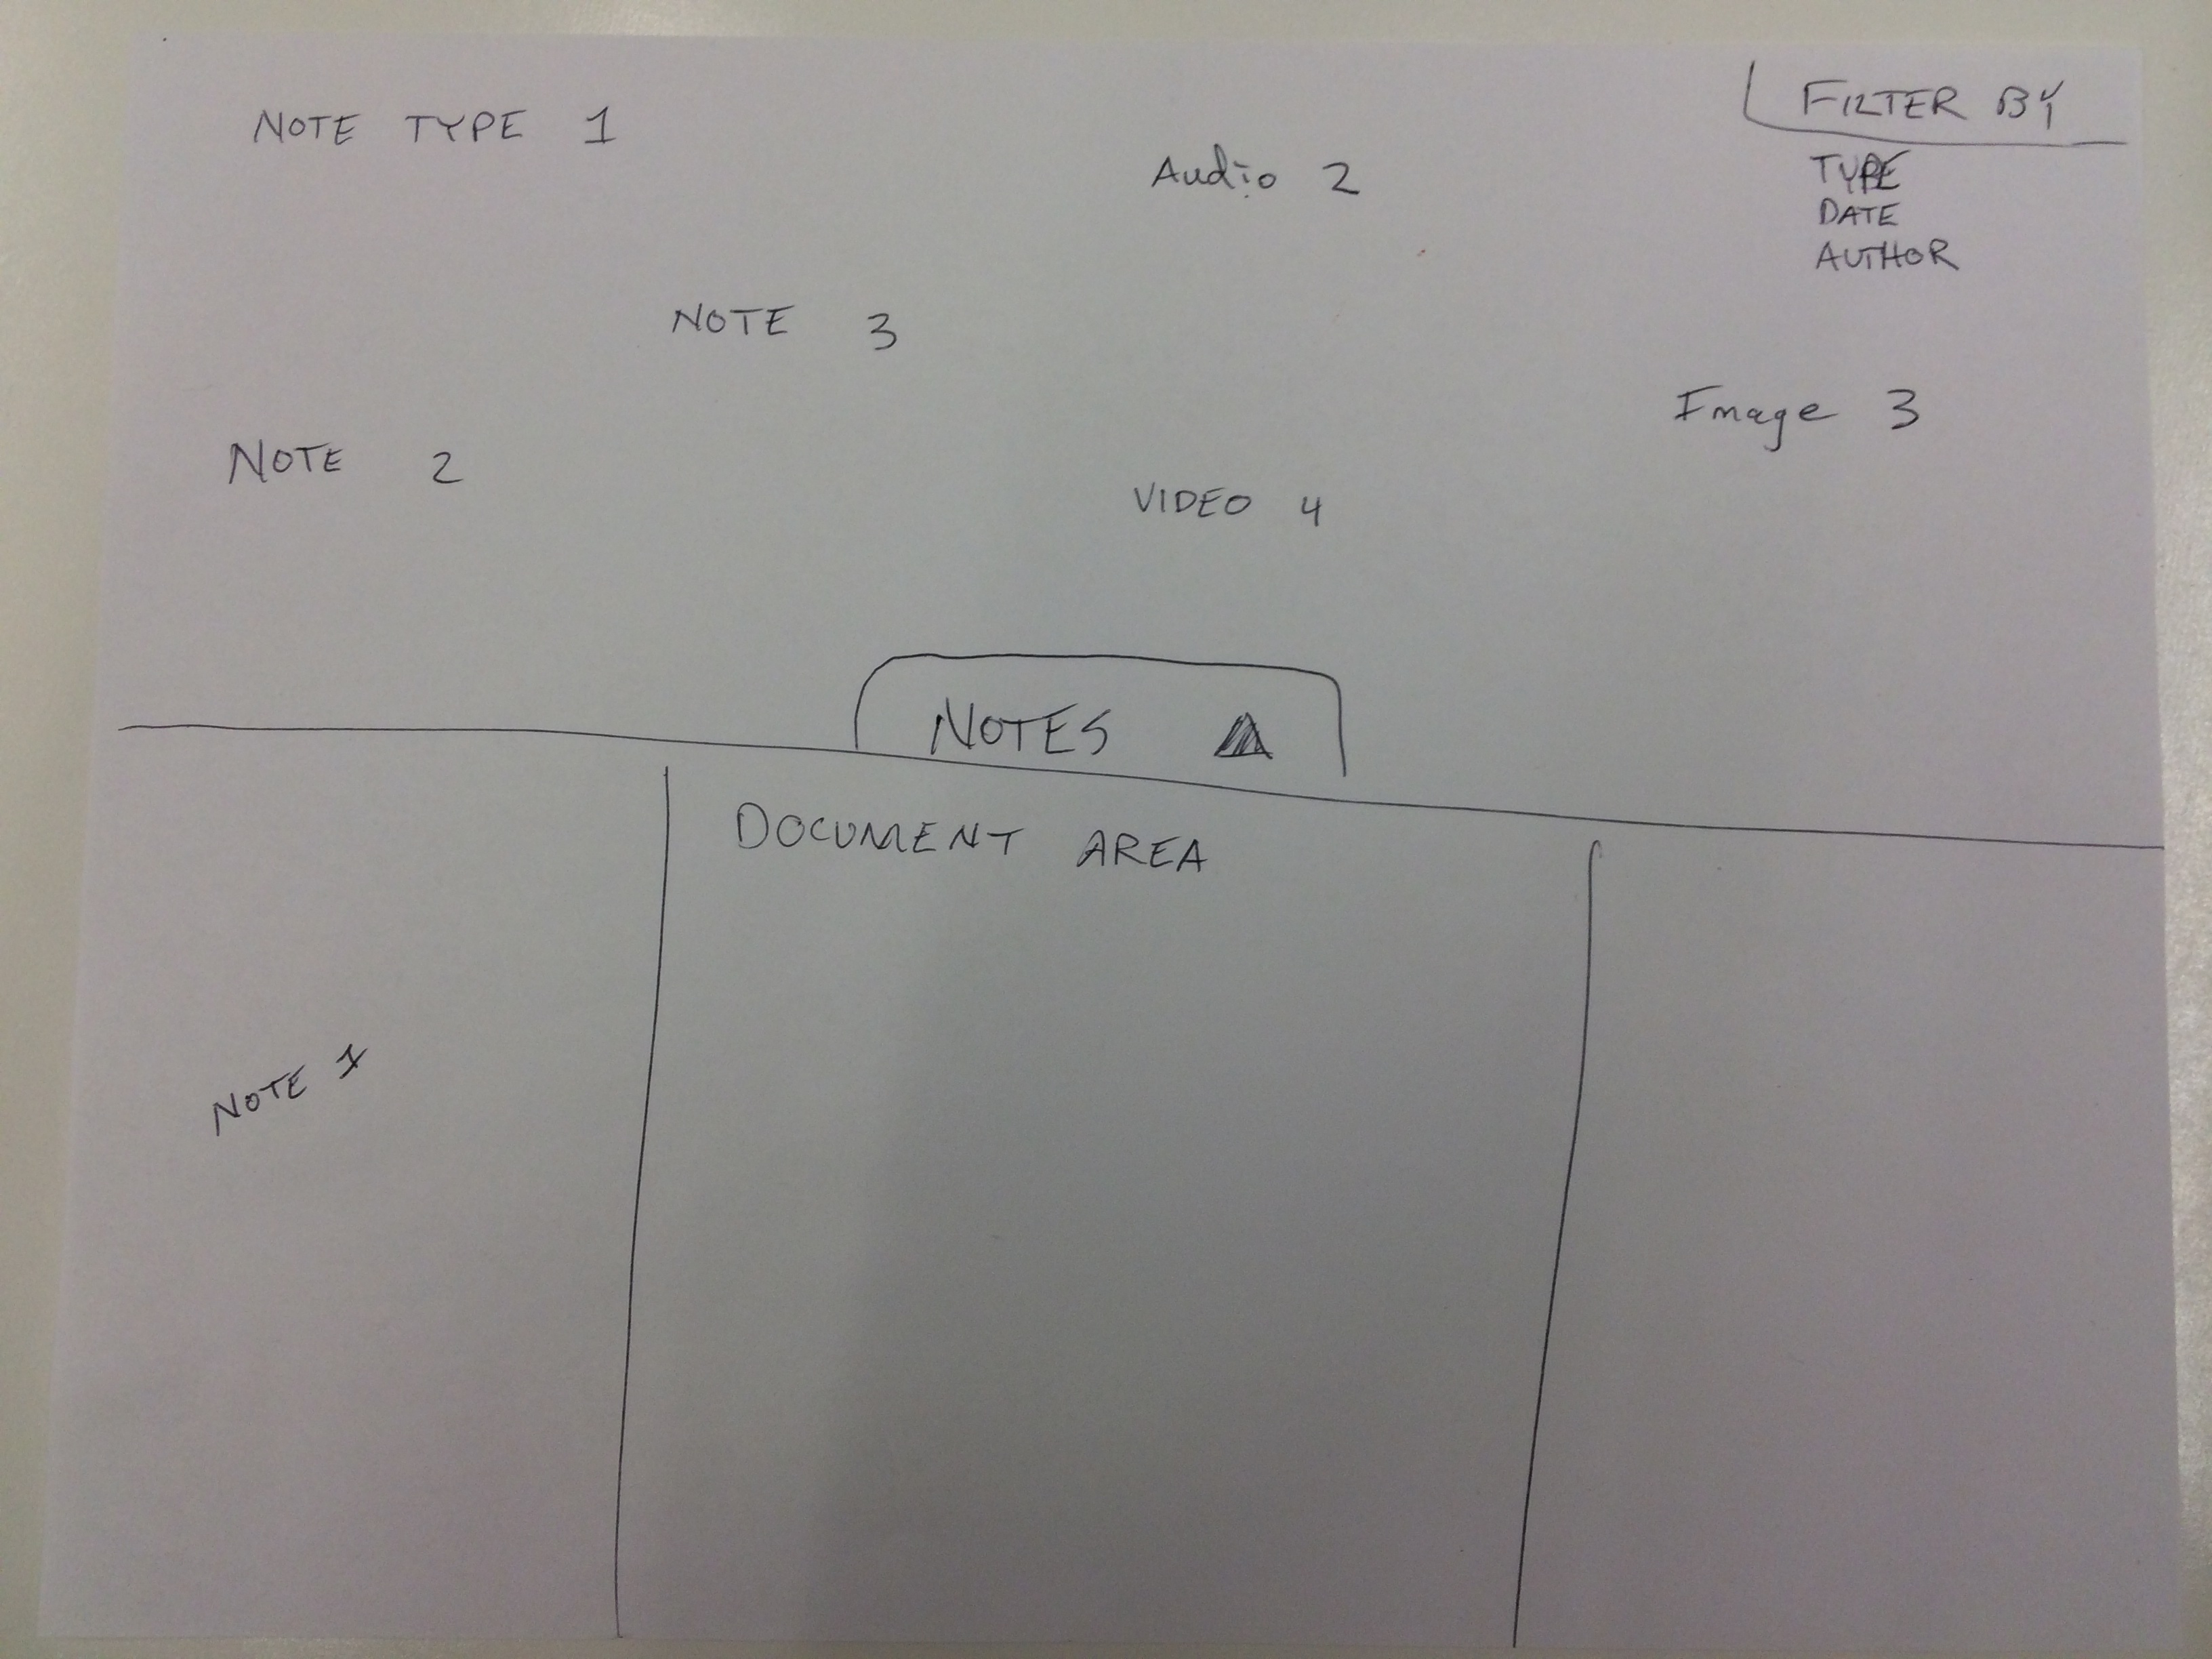 NOTE TYPE 1
Audio 2
FILTER BY
TYPE
DATE
AUTHOR
NOTE 3
Image 3
NOTE 2
VIDEO 4
NOTES
DOCUMENT AREA
NOTE 1